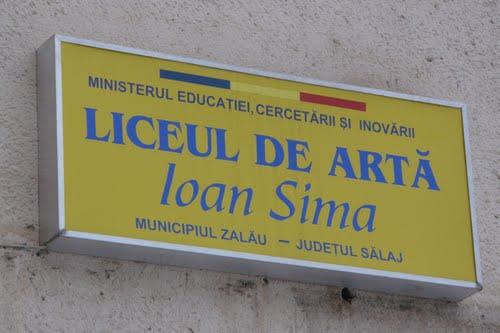 MINISTERUL EDUCAȚIEI, CERCETĂRII ȘI INOVĂRII
LICEUL DE ARTĂ
Ioan Sima
MUNICIPIUL ZALĂU – JUDEȚUL SĂLAJ